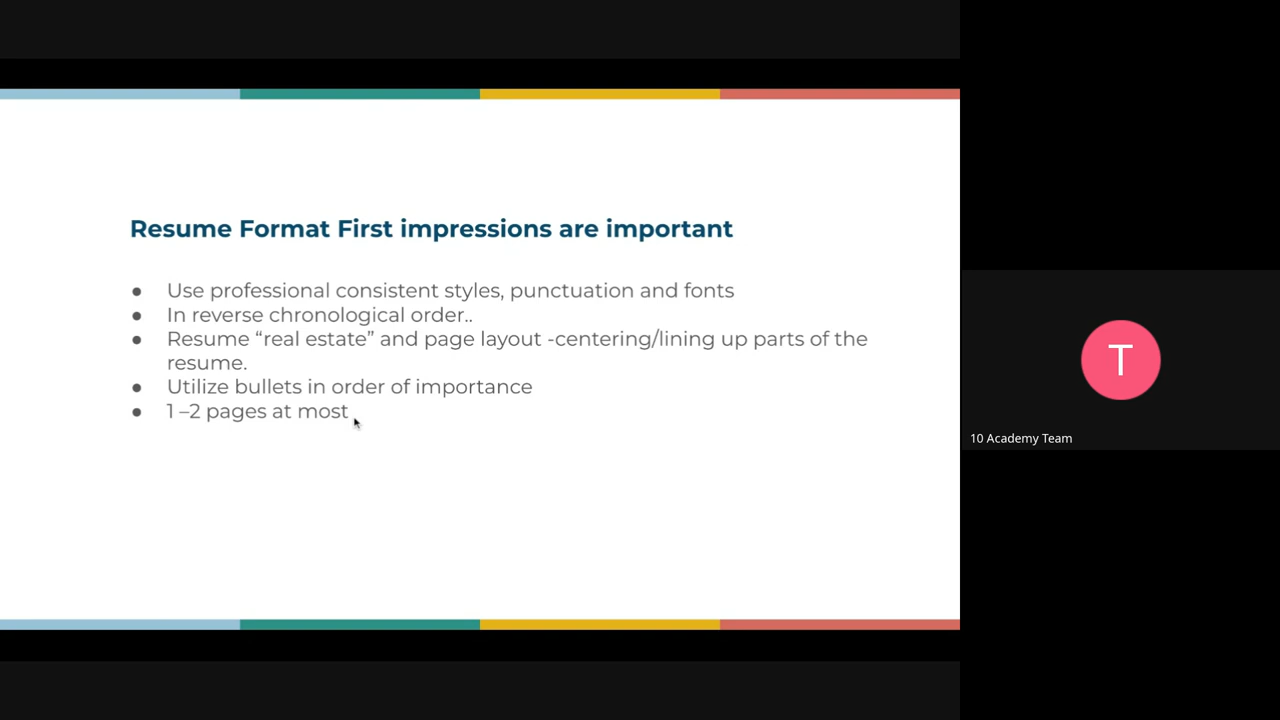 Resume Format First impressions are important
● Use professional consistent styles, punctuation and fonts
● In reverse chronological order..
● Resume “real estate” and page layout -centering/lining up parts of the
resume.
● Utilize bullets in order of importance
● 1 –2 pages at most
T
10 Academy Team